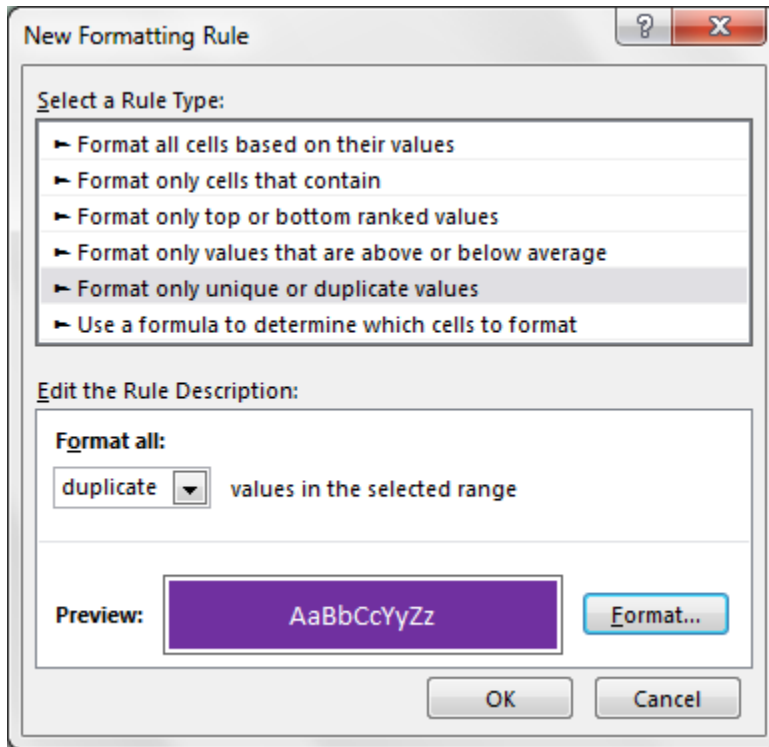 New Formatting Rule
?
X
Select a Rule Type:
► Format all cells based on their values
► Format only cells that contain
► Format only top or bottom ranked values
► Format only values that are above or below average
► Format only unique or duplicate values
► Use a formula to determine which cells to format
Edit the Rule Description:
Format all:
duplicate values in the selected range
Preview: AaBbCcYyZz Format...
OK Cancel